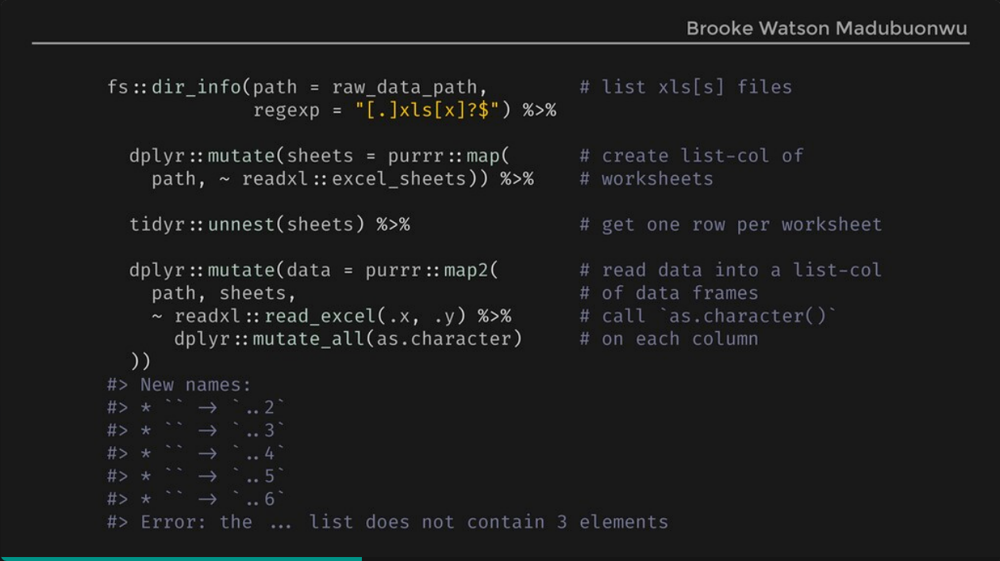 Brooke Watson Madubuonwu
fs::dir_info(path = raw_data_path, # list xls[s] files
regexp = "[.]xls[x]?$") %>%
dplyr::mutate(sheets = purrr::map( # create list-col of
path, ~ readxl::excel_sheets)) %>% # worksheets
tidyr::unnest(sheets) %>% # get one row per worksheet
dplyr::mutate(data = purrr::map2( # read data into a list-col
path, sheets, # of data frames
~ readxl::read_excel(.x, .y) %>% # call `as.character()`
dplyr::mutate_all(as.character) # on each column
))
#> New names:
#> * `` -> `..2`
#> * `` -> `..3`
#> * `` -> `..4`
#> * `` -> `..5`
#> * `` -> `..6`
#> Error: the ... list does not contain 3 elements